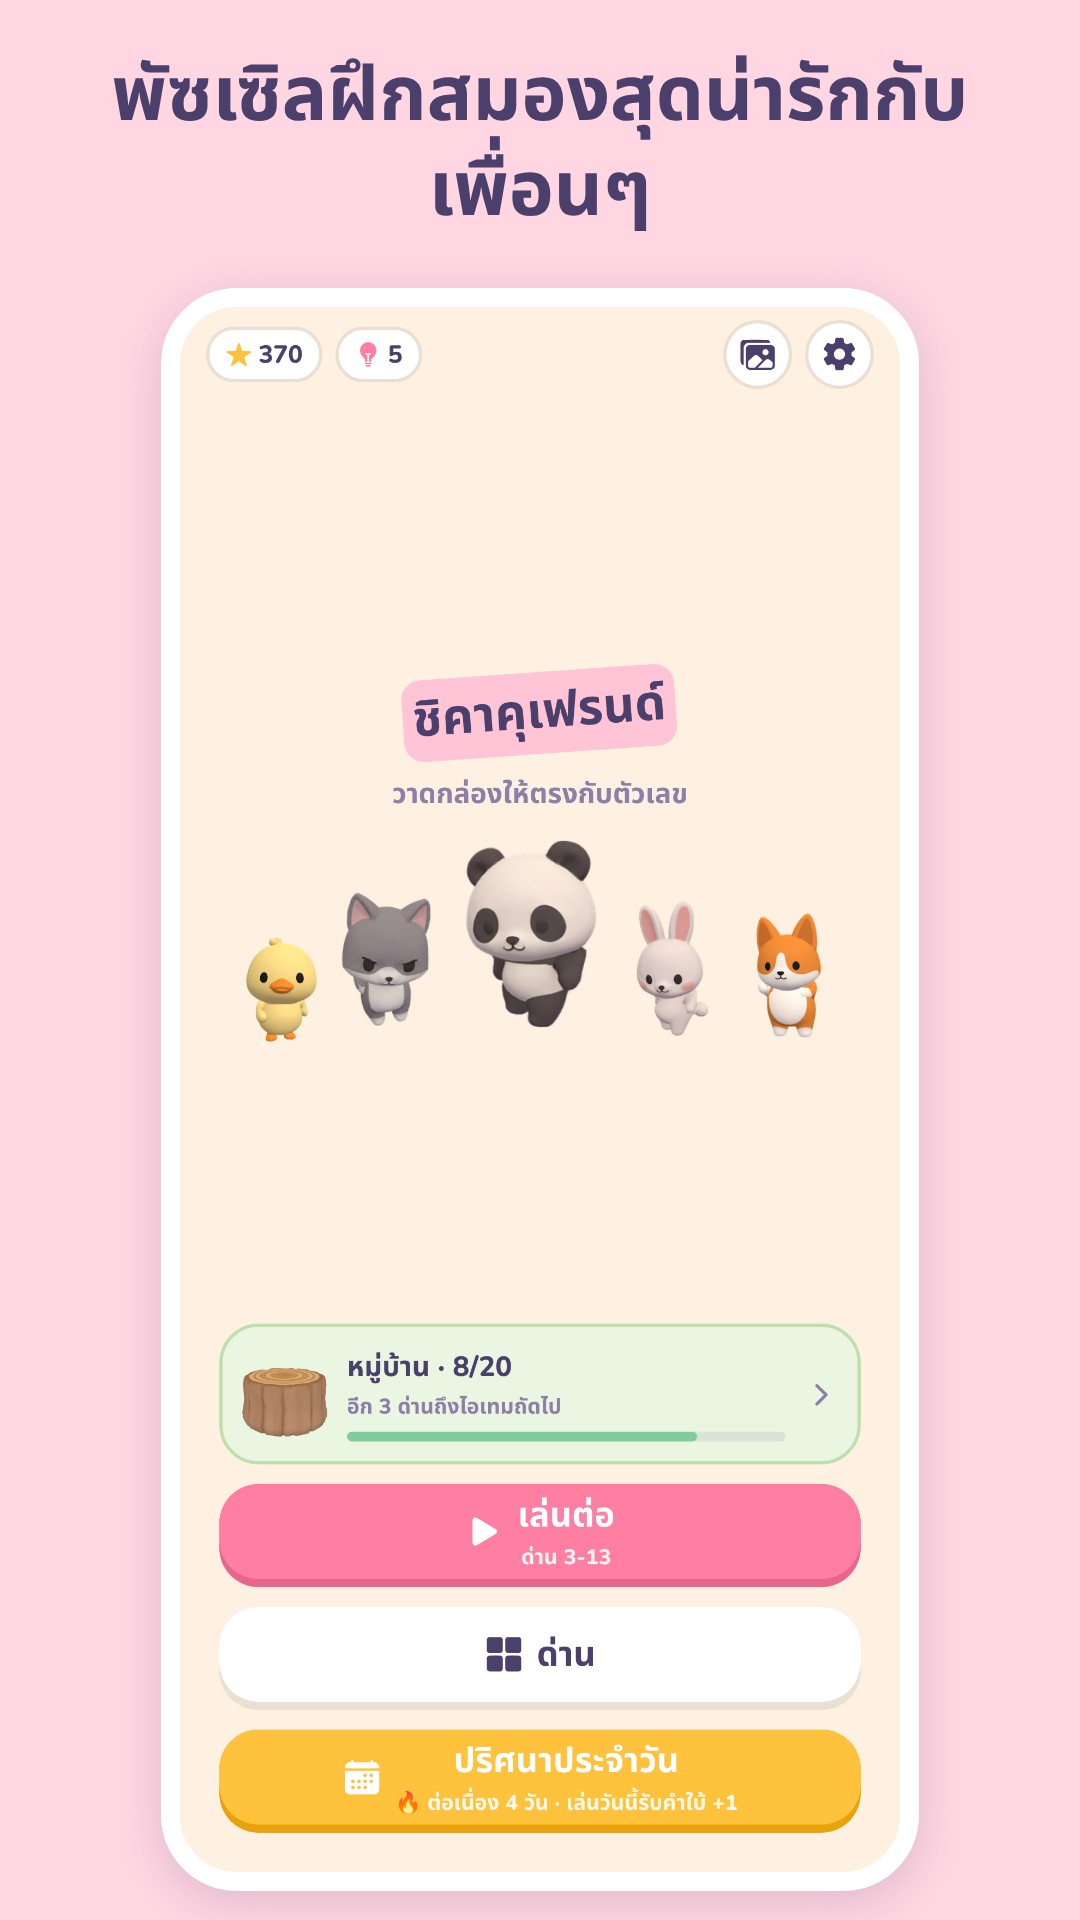 พัซเซิลฝึกสมองสุดน่ารักกับ
เพื่อนๆ
370
5
ชิคาคุเฟรนด์
วาดกล่องให้ตรงกับตัวเลข
หมู่บ้าน · 8/20
อีก 3 ด่านถึงไอเทมถัดไป
เล่นต่อ
ด่าน 3-13
ด่าน
ปริศนาประจำวัน
🔥 ต่อเนื่อง 4 วัน · เล่นวันนี้รับคำใบ้ +1